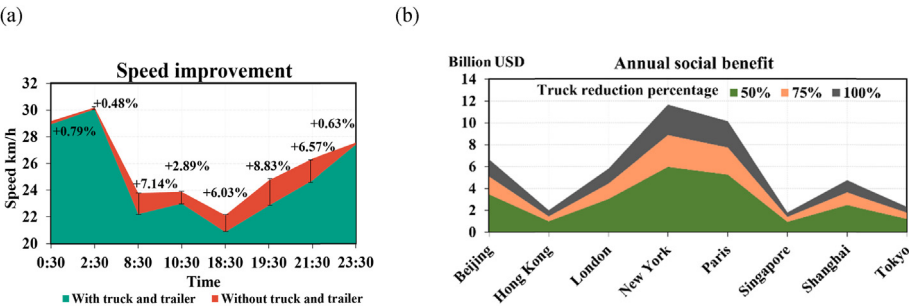 (a)
Speed improvement
Speed km/h
32
30
28
26
24
22
20
+0.79%
+0.48%
+7.14%
+2.89%
+6.03%
+8.83%
+6.57%
+0.63%
0:30 2:30 8:30 10:30 18:30 19:30 21:30 23:30
Time
With truck and trailer Without truck and trailer
(b)
Billion USD
Annual social benefit
Truck reduction percentage 50% 75% 100%
14
12
10
8
6
4
2
0
Beijing
Hong Kong
London
New York
Paris
Singapore
Shanghai
Tokyo